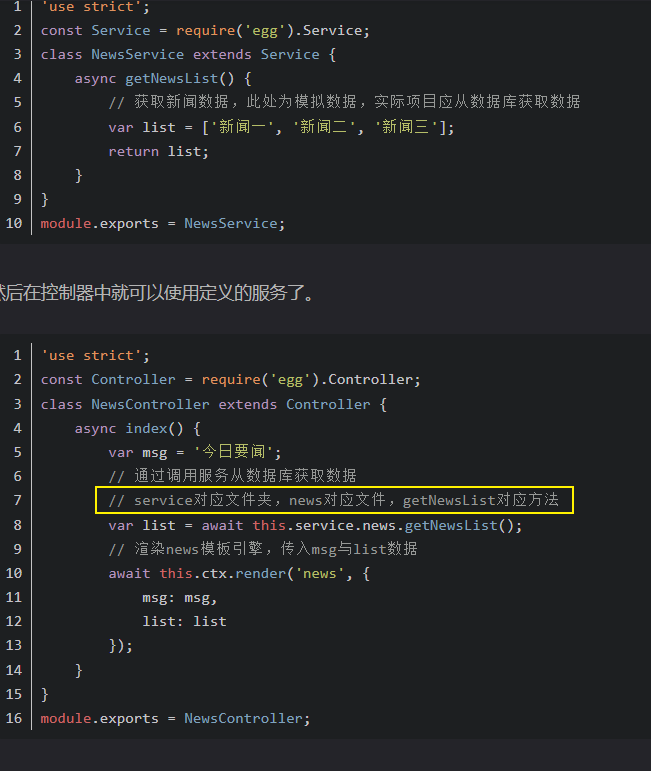 1 'use strict';
2 const Service = require('egg').Service;
3 class NewsService extends Service {
4 async getNewsList() {
5 // 获取新闻数据，此处为模拟数据，实际项目应从数据库获取数据
6 var list = ['新闻一', '新闻二', '新闻三'];
7 return list;
8 }
9 }
10 module.exports = NewsService;
然后在控制器中就可以使用定义的服务了。
1 'use strict';
2 const Controller = require('egg').Controller;
3 class NewsController extends Controller {
4 async index() {
5 var msg = '今日要闻';
6 // 通过调用服务从数据库获取数据
7 // service对应文件夹，news对应文件，getNewsList对应方法
8 var list = await this.service.news.getNewsList();
9 // 渲染news模板引擎，传入msg与list数据
10 await this.ctx.render('news', {
11 msg: msg,
12 list: list
13 });
14 }
15 }
16 module.exports = NewsController;